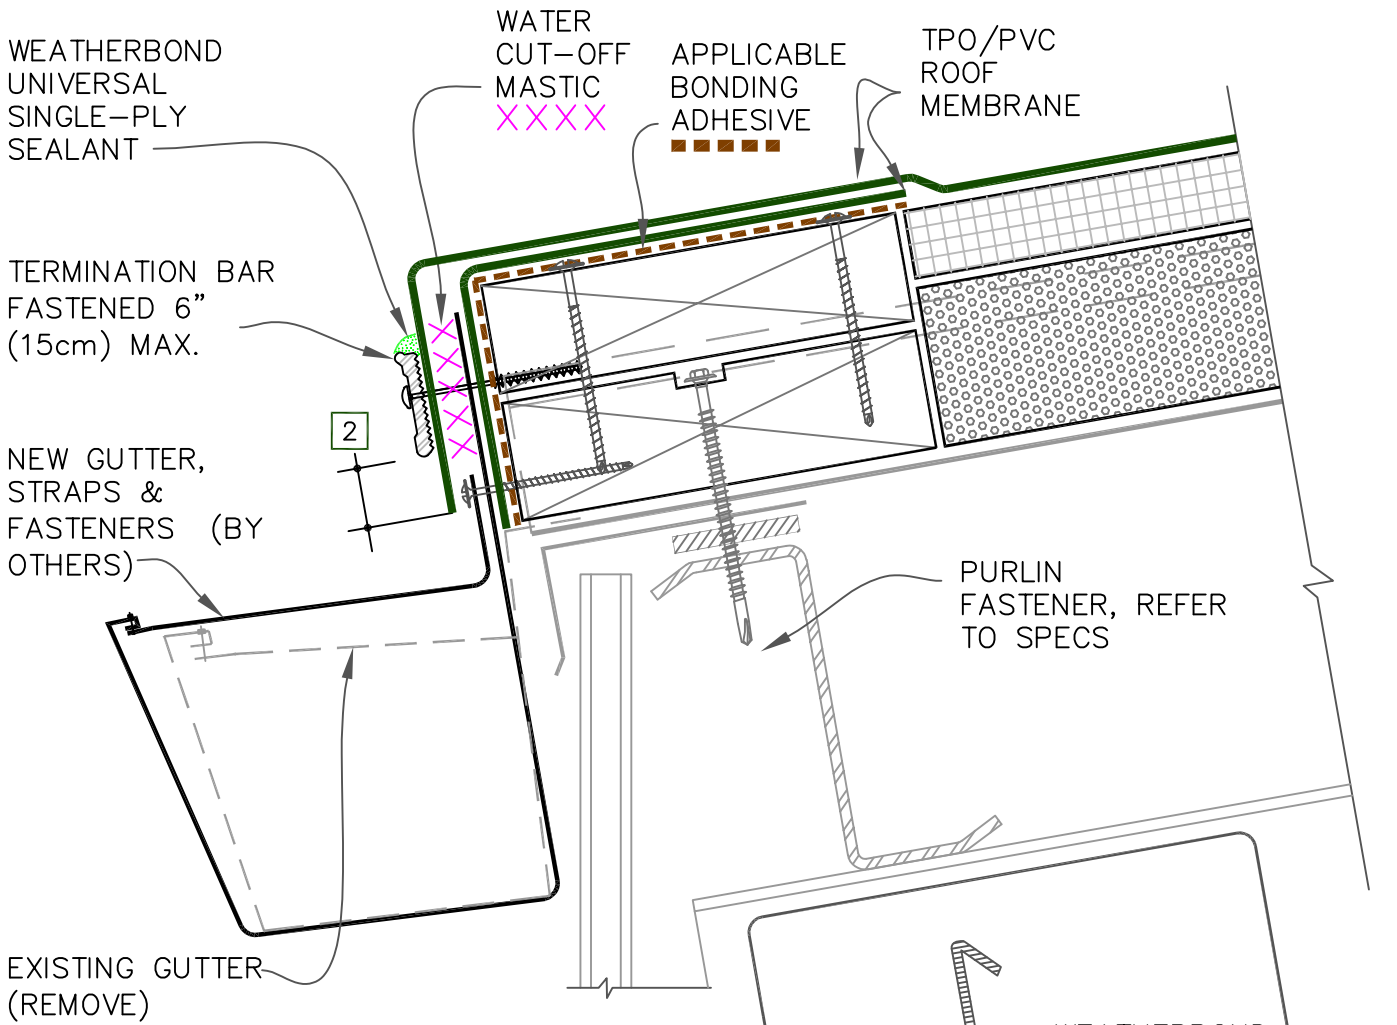 WEATHERBOND
UNIVERSAL
SINGLE-PLY
SEALANT
WATER
CUT-OFF
MASTIC
APPLICABLE
BONDING
ADHESIVE
TPO/PVC
ROOF
MEMBRANE
TERMINATION BAR
FASTENED 6"
(15cm) MAX.
2
NEW GUTTER,
STRAPS &
FASTENERS (BY
OTHERS)
PURLIN
FASTENER, REFER
TO SPECS
EXISTING GUTTER
(REMOVE)